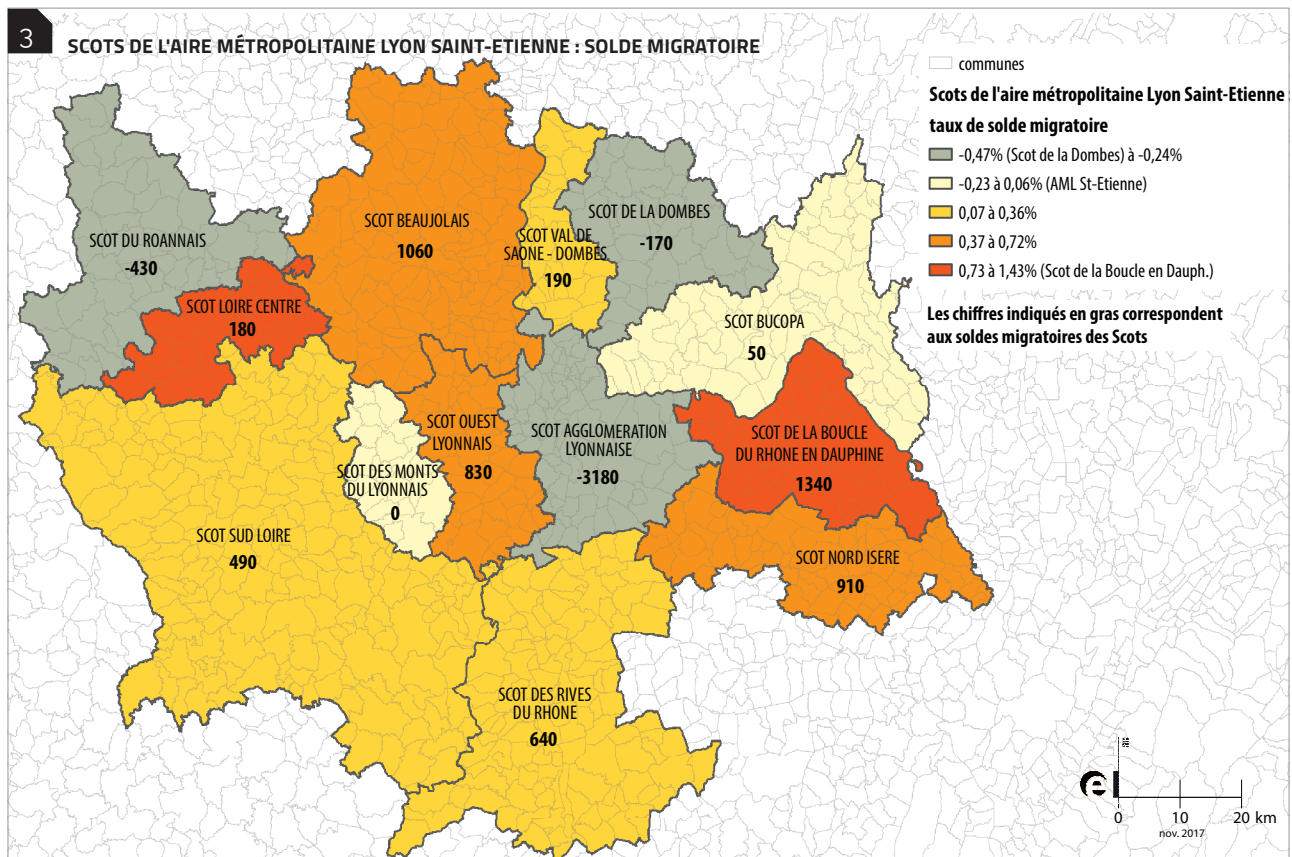 3
SCOTS DE L'AIRE MÉTROPOLITAINE LYON SAINT-ETIENNE : SOLDE MIGRATOIRE
communes
Scots de l'aire métropolitaine Lyon Saint-Etienne :
taux de solde migratoire
-0,47% (Scot de la Dombes) à -0,24%
-0,23 à 0,06% (AML St-Etienne)
0,07 à 0,36%
0,37 à 0,72%
0,73 à 1,43% (Scot de la Boucle en Dauph.)
Les chiffres indiqués en gras correspondent
aux soldes migratoires des Scots
SCOT DU ROANNAIS
-430
SCOT BEAUJOLAIS
1060
SCOT VAL DE
SAONE - DOMBES
190
SCOT DE LA DOMBES
-170
SCOT LOIRE CENTRE
180
SCOT BUCOPA
50
SCOT OUEST
LYONNAIS
830
SCOT AGGLOMERATION
LYONNAISE
-3180
SCOT DE LA BOUCLE
DU RHONE EN DAUPHINE
1340
SCOT DES MONTS
DU LYONNAIS
0
SCOT SUD LOIRE
490
SCOT NORD ISERE
910
SCOT DES RIVES
DU RHONE
640
e
0 10 20 km
nov. 2017